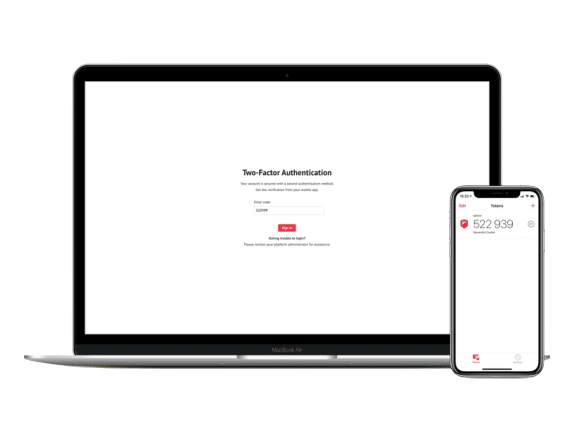 Two-Factor Authentication
Your account is secured with a second authentication method.
Get the verification from your mobile app.
Enter code
522939
Sign in
Having trouble to login?
Please contact your platform administrator for assistance.
MacBook Air
Edit
Tokens
+
522 939